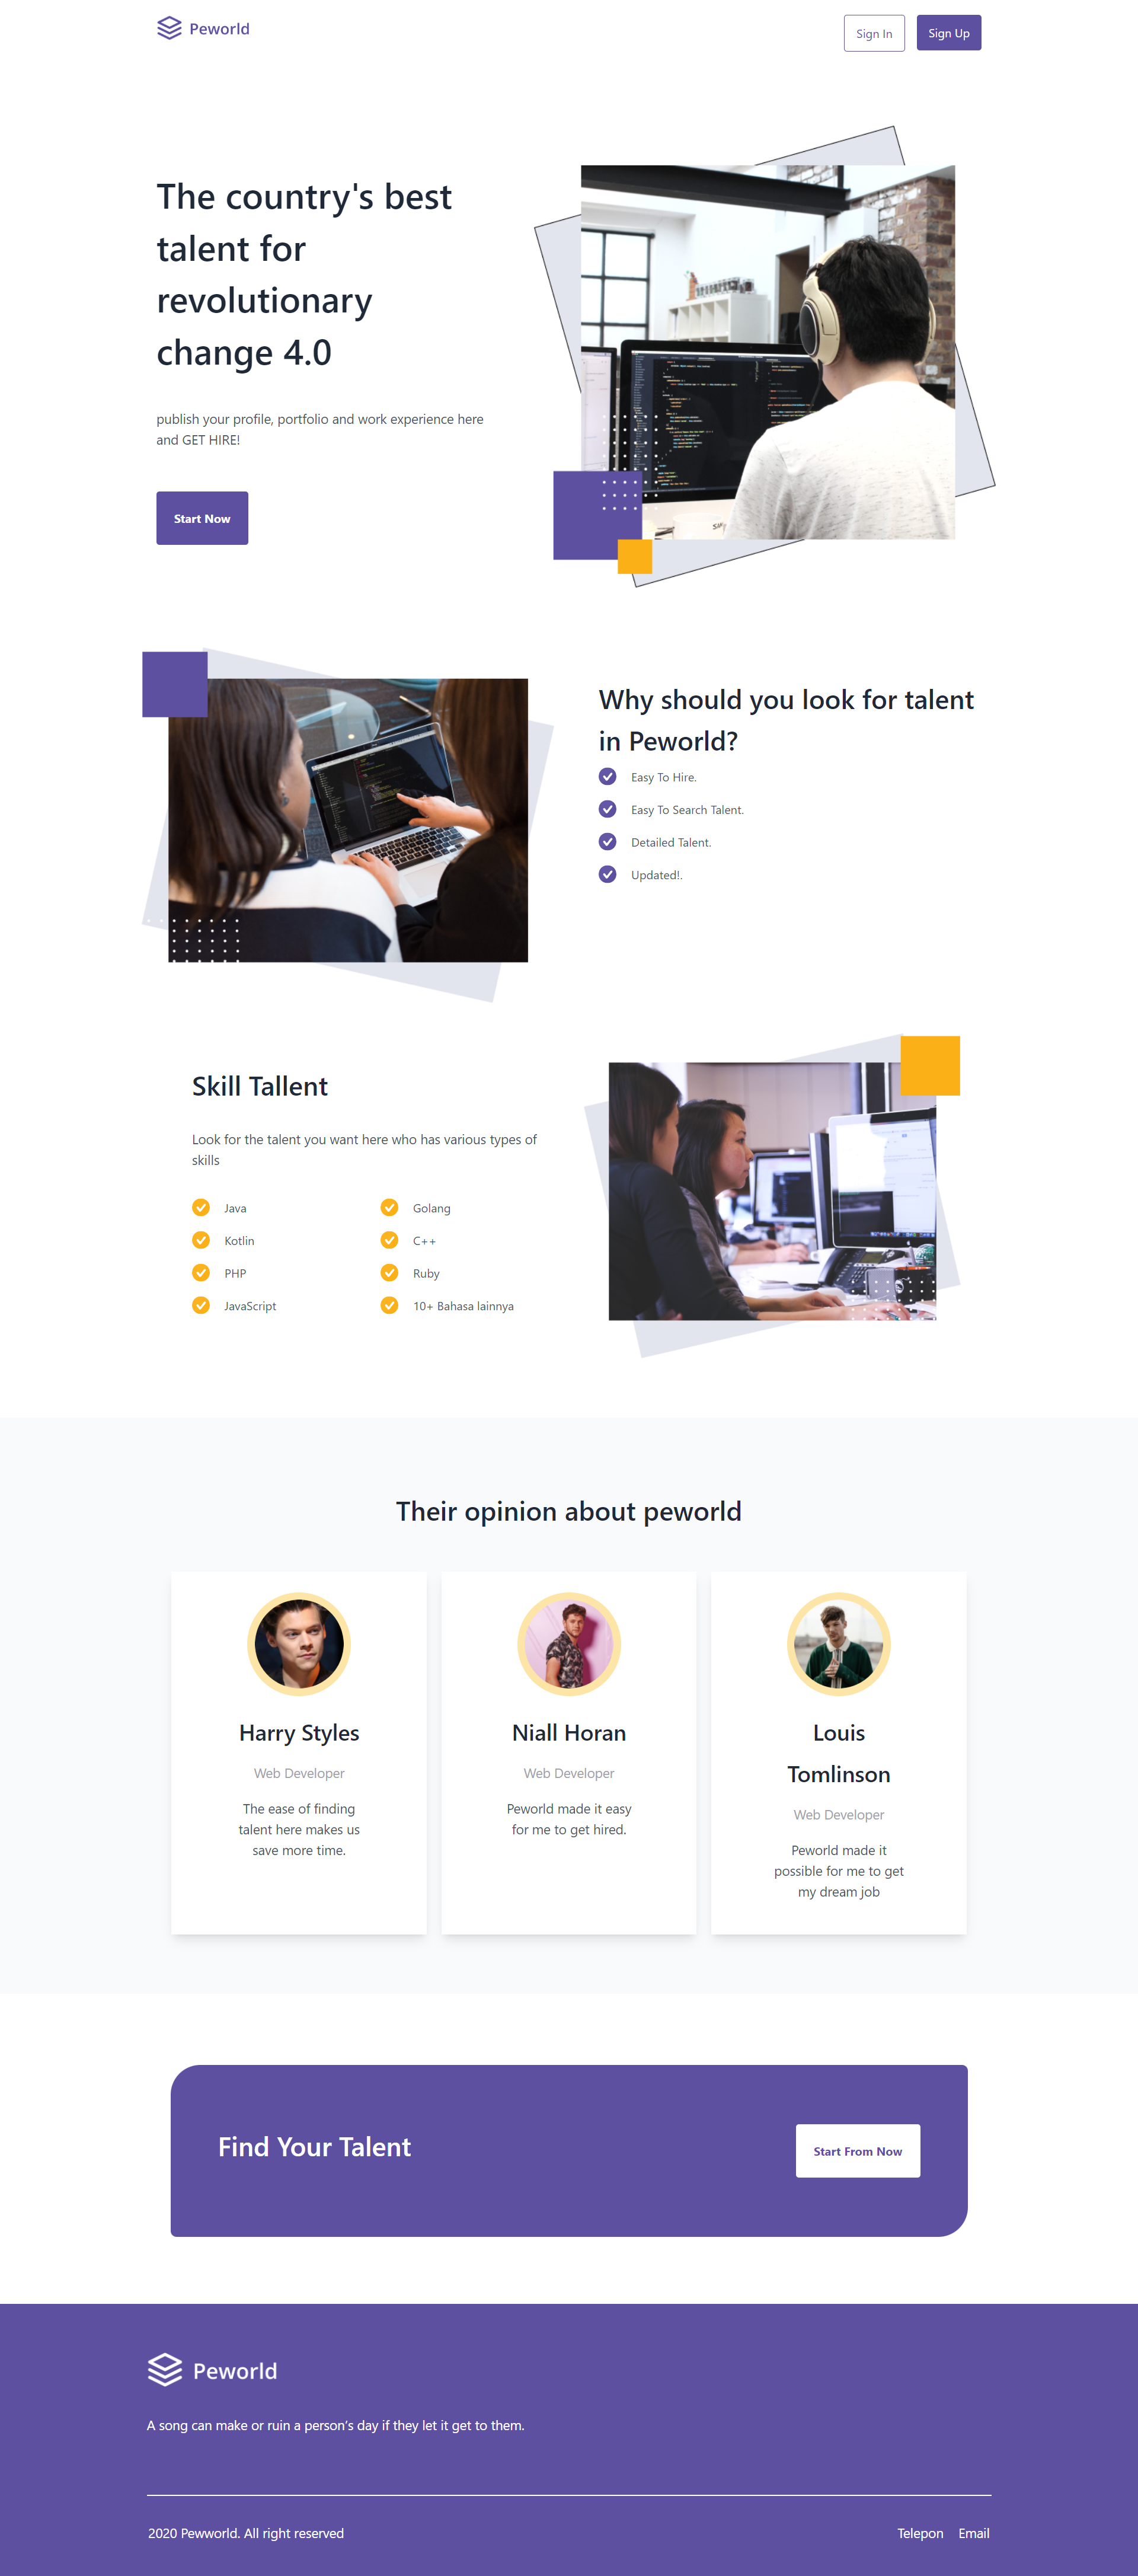 Peworld
Sign In
Sign Up
The country's best
talent for
revolutionary
change 4.0
publish your profile, portfolio and work experience here
and GET HIRE!
Start Now
Why should you look for talent
in Peworld?
Easy To Hire.
Easy To Search Talent.
Detailed Talent.
Updated!.
Skill Tallent
Look for the talent you want here who has various types of
skills
Java
Golang
Kotlin
C++
PHP
Ruby
JavaScript
10+ Bahasa lainnya
Their opinion about peworld
Harry Styles
Web Developer
The ease of finding
talent here makes us
save more time.
Niall Horan
Web Developer
Peworld made it easy
for me to get hired.
Louis
Tomlinson
Web Developer
Peworld made it
possible for me to get
my dream job
Find Your Talent
Start From Now
Peworld
A song can make or ruin a person’s day if they let it get to them.
2020 Pewworld. All right reserved
Telepon
Email